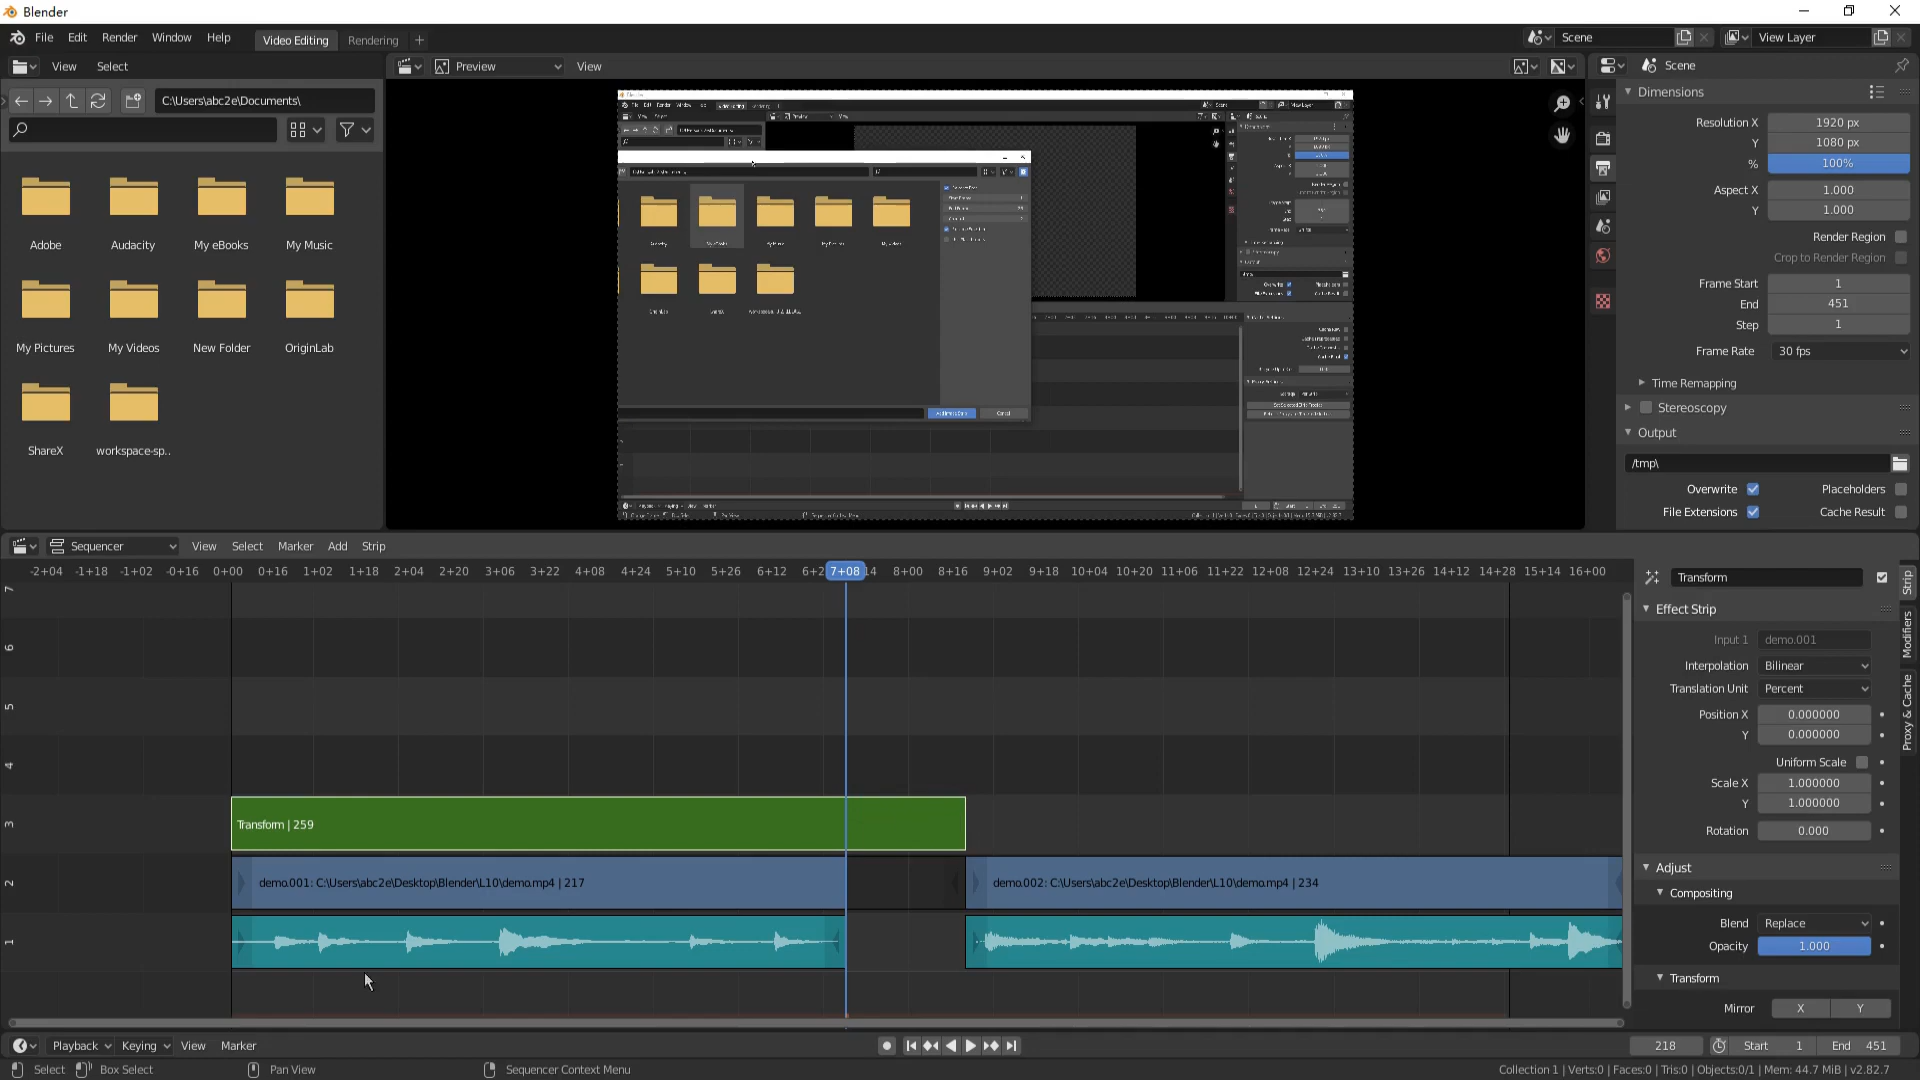 Blender
File Edit Render Window Help Video Editing Rendering + Scene View Layer
View Select Preview View Scene
C:\Users\abc2e\Documents\
Adobe Audacity My eBooks My Music
My Pictures My Videos New Folder OriginLab
ShareX workspace-sp..
Dimensions
Resolution X 1920 px
Y 1080 px
% 100%
Aspect X 1.000
Y 1.000
Render Region
Crop to Render Region
Frame Start 1
End 451
Step 1
Frame Rate 30 fps
Time Remapping
Stereoscopy
Output
/tmp\
Overwrite Placeholders
File Extensions Cache Result
Sequencer View Select Marker Add Strip
-2+04 -1+18 -1+02 -0+16 0+00 0+16 1+02 1+18 2+04 2+20 3+06 3+22 4+08 4+24 5+10 5+26 6+12 6+2 7+08 14 8+00 8+16 9+02 9+18 10+04 10+20 11+06 11+22 12+08 12+24 13+10 13+26 14+12 14+28 15+14 16+00
7
6
5
4
3
2
1
Transform | 259
demo.001: C:\Users\abc2e\Desktop\Blender\L10\demo.mp4 | 217
demo.002: C:\Users\abc2e\Desktop\Blender\L10\demo.mp4 | 234
Transform
Effect Strip
Input 1 demo.001
Interpolation Bilinear
Translation Unit Percent
Position X 0.000000
Y 0.000000
Uniform Scale
Scale X 1.000000
Y 1.000000
Rotation 0.000
Adjust
Compositing
Blend Replace
Opacity 1.000
Transform
Mirror X Y
Strip
Modifiers
Proxy & Cache
Playback Keying View Marker 218 Start 1 End 451
Select Box Select Pan View Sequencer Context Menu Collection 1 | Verts:0 | Faces:0 | Tris:0 | Objects:0/1 | Mem: 44.7 MiB | v2.82.7